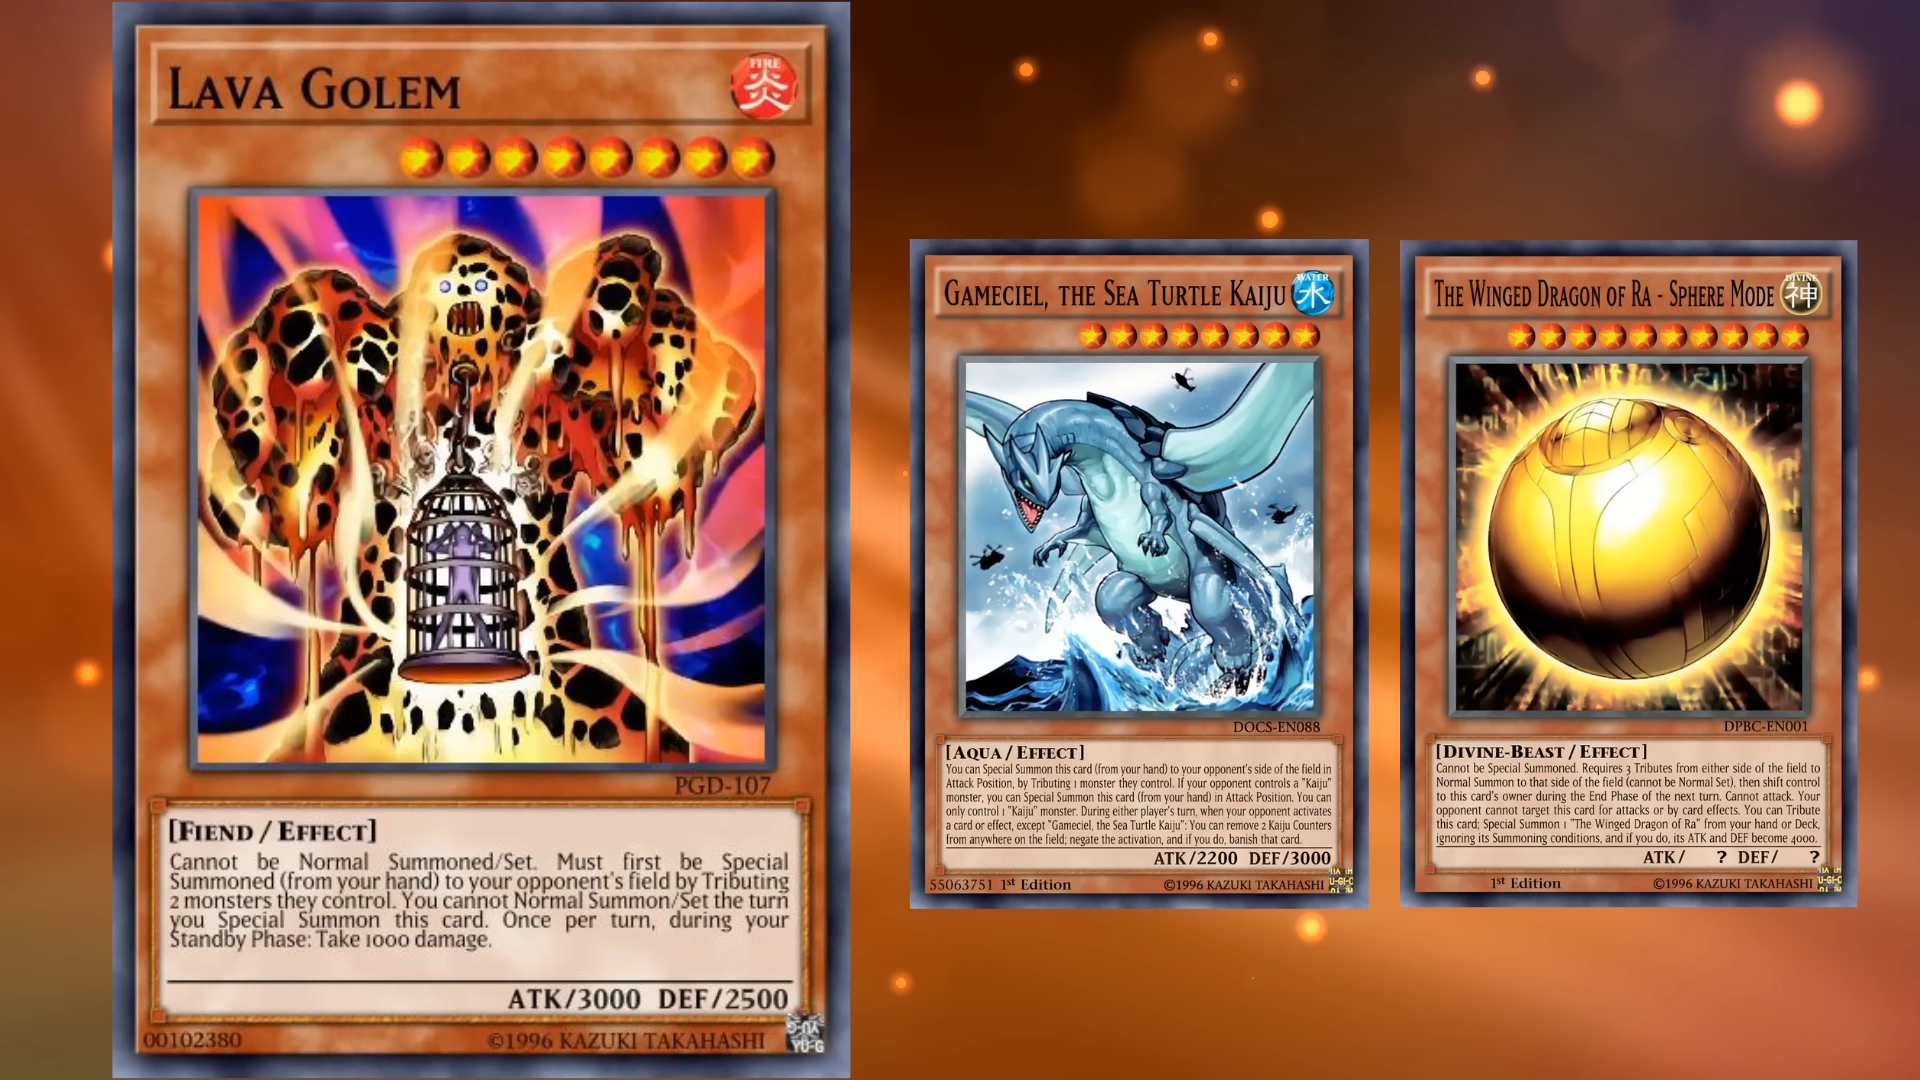 LAVA GOLEM
FIRE
炎
PGD-107
[FIEND / EFFECT]
Cannot be Normal Summoned/Set. Must first be Special
Summoned (from your hand) to your opponent's field by Tributing
2 monsters they control. You cannot Normal Summon/Set the turn
you Special Summon this card. Once per turn, during your
Standby Phase: Take 1000 damage.
ATK/3000 DEF/2500
00102380
©1996 KAZUKI TAKAHASHI
GAMECIEL, THE SEA TURTLE KAIJU
WATER
水
DOCS-EN088
[AQUA / EFFECT]
You can Special Summon this card (from your hand) to your opponent's side of the field in
Attack Position, by Tributing 1 monster they control. If your opponent controls a "Kaiju"
monster, you can Special Summon this card (from your hand) in Attack Position. You can
only control 1 "Kaiju" monster. During either player's turn, when your opponent activates
a card or effect, except "Gameciel, the Sea Turtle Kaiju": You can remove 2 Kaiju Counters
from anywhere on the field; negate the activation, and if you do, banish that card.
ATK/2200 DEF/3000
55063751 1st Edition
©1996 KAZUKI TAKAHASHI
THE WINGED DRAGON OF RA - SPHERE MODE
DIVINE
神
DPBC-EN001
[DIVINE-BEAST / EFFECT]
Cannot be Special Summoned. Requires 3 Tributes from either side of the field to
Normal Summon to that side of the field (cannot be Normal Set), then shift control
to this card's owner during the End Phase of the next turn. Cannot attack. Your
opponent cannot target this card for attacks or by card effects. You can Tribute
this card; Special Summon 1 "The Winged Dragon of Ra" from your hand or Deck,
ignoring its Summoning conditions, and if you do, its ATK and DEF become 4000.
ATK/ ? DEF/ ?
1st Edition
©1996 KAZUKI TAKAHASHI